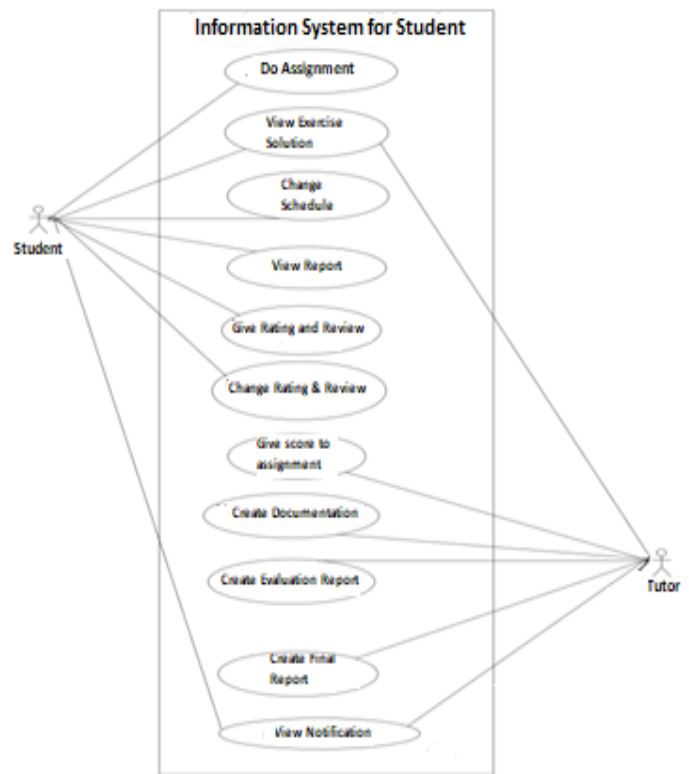 Information System for Student
Do Assignment
View Exercise
Solution
Change
Schedule
Student
View Report
Give Rating and Review
Change Rating & Review
Give score to
assignment
Create Documentation
Create Evaluation Report
Tutor
Create Final
Report
View Notification